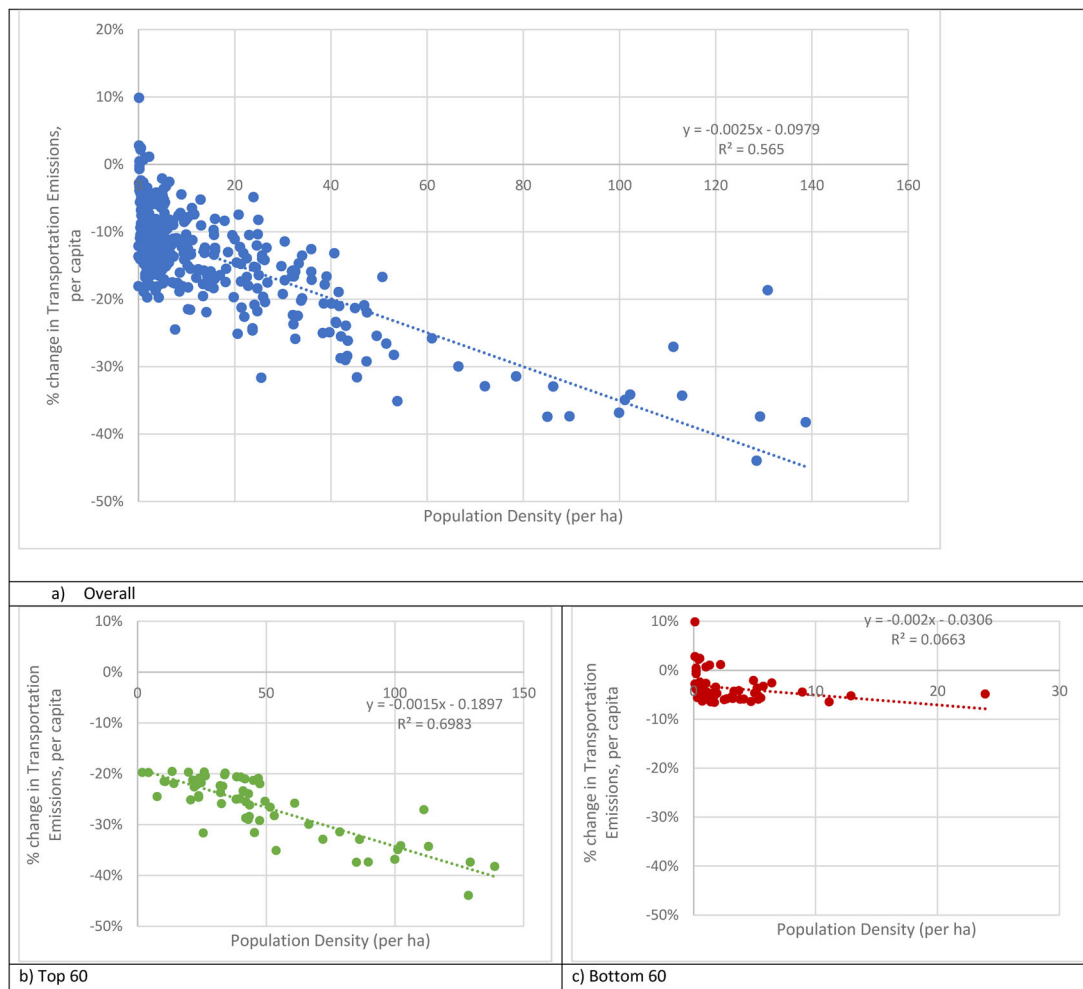 20%
10%
0%
-10%
-20%
-30%
-40%
-50%
% change in Transportation Emissions,
per capita
0 20 40 60 80 100 120 140 160
y = -0.0025x - 0.0979
R² = 0.565
Population Density (per ha)
a) Overall
10%
0%
-10%
-20%
-30%
-40%
-50%
% change in Transportation
Emissions, per capita
0 50 100 150
y = -0.0015x - 0.1897
R² = 0.6983
Population Density (per ha)
b) Top 60
10%
0%
-10%
-20%
-30%
-40%
-50%
% change in Transportation
Emissions, per capita
0 10 20 30
y = -0.002x - 0.0306
R² = 0.0663
Population Density (per ha)
c) Bottom 60